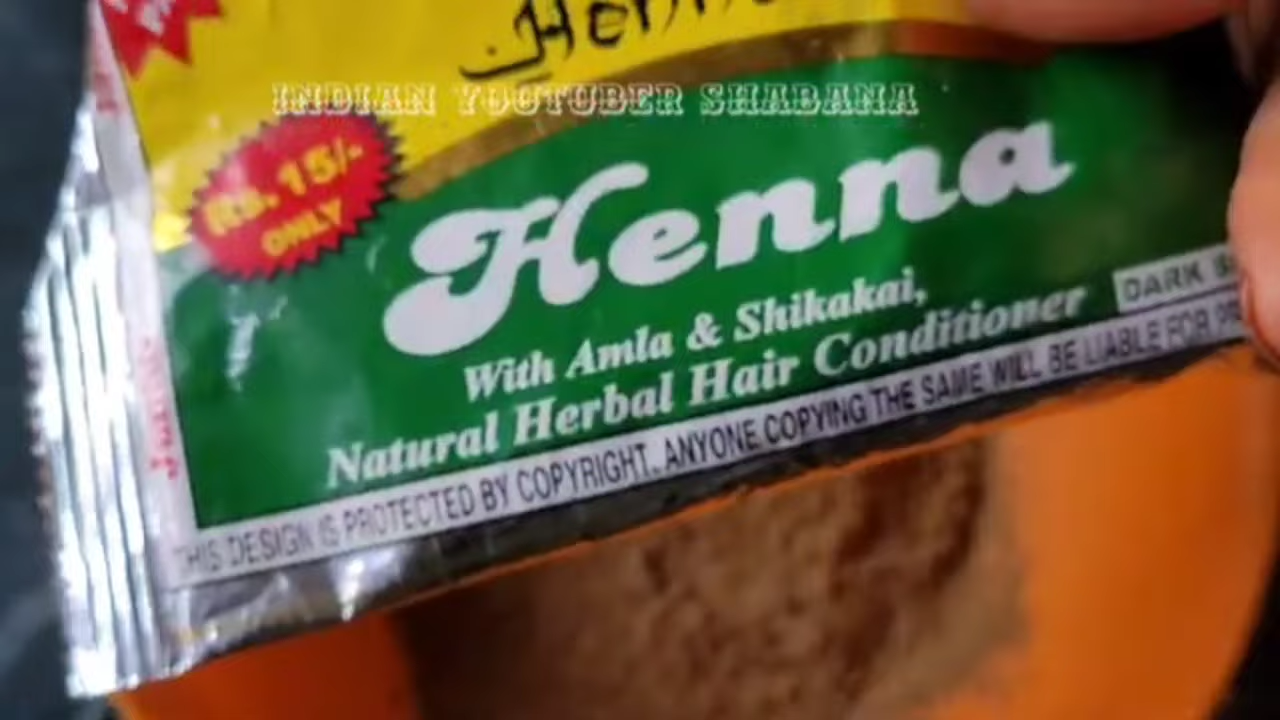 INDIAN YOUTUBER SHABANA
Rs. 15/-
ONLY
Henna
With Amla & Shikakai,
Natural Herbal Hair Conditioner
DARK
THIS DESIGN IS PROTECTED BY COPYRIGHT. ANYONE COPYING THE SAME WILL BE LIABLE FOR